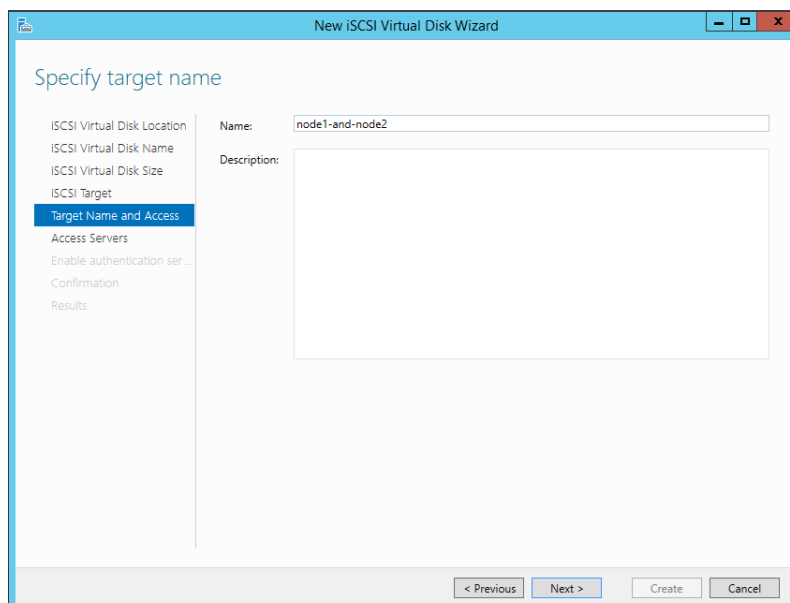 New iSCSI Virtual Disk Wizard
Specify target name
iSCSI Virtual Disk Location
iSCSI Virtual Disk Name
iSCSI Virtual Disk Size
iSCSI Target
Target Name and Access
Access Servers
Enable authentication ser...
Confirmation
Results
Name:
node1-and-node2
Description:
< Previous
Next >
Create
Cancel